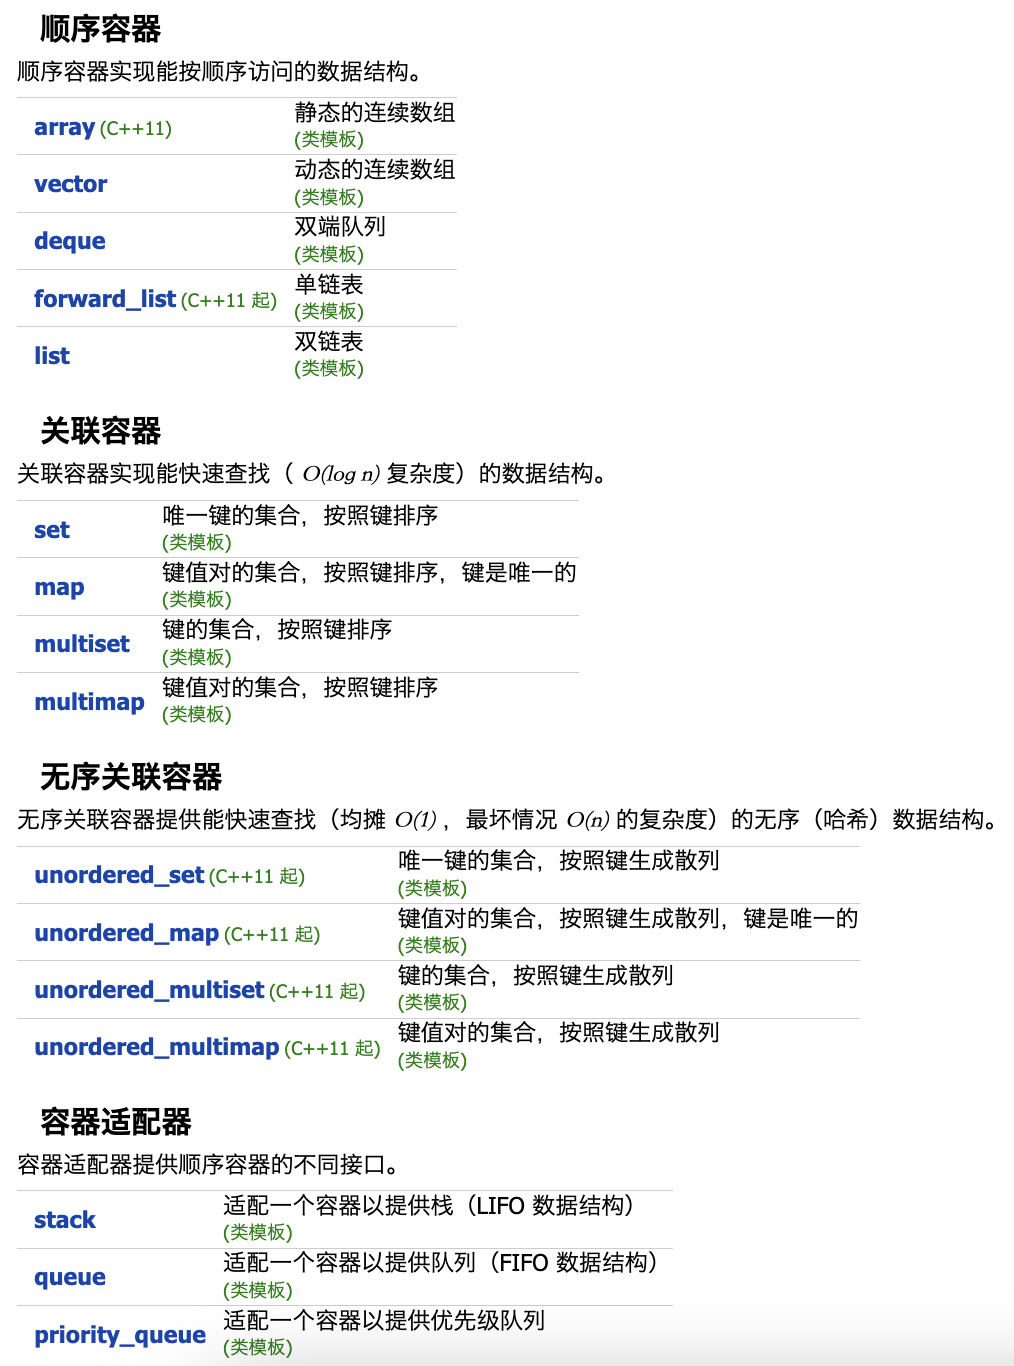 顺序容器
顺序容器实现能按顺序访问的数据结构。
array (C++11)
静态的连续数组
(类模板)
vector
动态的连续数组
(类模板)
deque
双端队列
(类模板)
forward_list (C++11 起)
单链表
(类模板)
list
双链表
(类模板)
关联容器
关联容器实现能快速查找（ O(log n) 复杂度）的数据结构。
set
唯一键的集合，按照键排序
(类模板)
map
键值对的集合，按照键排序，键是唯一的
(类模板)
multiset
键的集合，按照键排序
(类模板)
multimap
键值对的集合，按照键排序
(类模板)
无序关联容器
无序关联容器提供能快速查找（均摊 O(1) ，最坏情况 O(n) 的复杂度）的无序（哈希）数据结构。
unordered_set (C++11 起)
唯一键的集合，按照键生成散列
(类模板)
unordered_map (C++11 起)
键值对的集合，按照键生成散列，键是唯一的
(类模板)
unordered_multiset (C++11 起)
键的集合，按照键生成散列
(类模板)
unordered_multimap (C++11 起)
键值对的集合，按照键生成散列
(类模板)
容器适配器
容器适配器提供顺序容器的不同接口。
stack
适配一个容器以提供栈（LIFO 数据结构）
(类模板)
queue
适配一个容器以提供队列（FIFO 数据结构）
(类模板)
priority_queue
适配一个容器以提供优先级队列
(类模板)